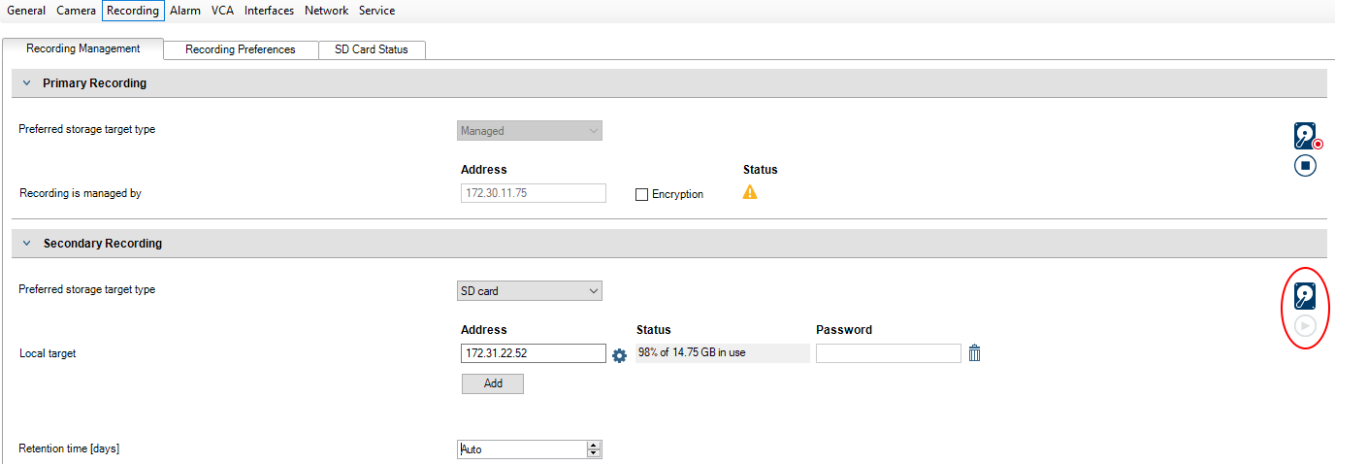 General Camera Recording Alarm VCA Interfaces Network Service
Recording Management Recording Preferences SD Card Status
Primary Recording
Preferred storage target type Managed
Address Status
Recording is managed by 172.30.11.75 Encryption
Secondary Recording
Preferred storage target type SD card
Address Status Password
Local target 172.31.22.52 98% of 14.75 GB in use
Add
Retention time [days] Auto